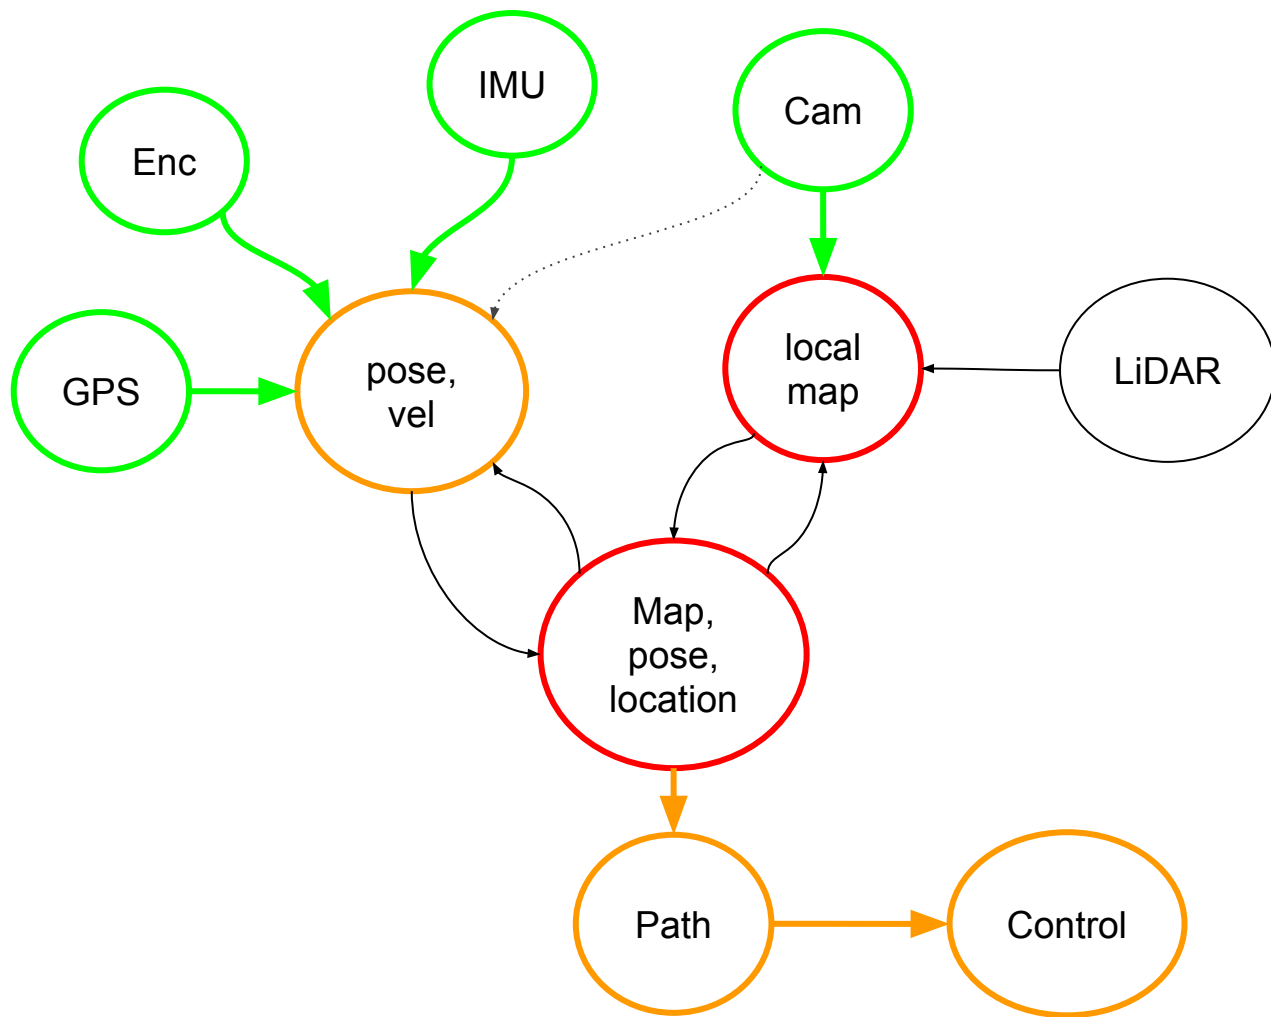 IMU
Cam
Enc
GPS
pose,
vel
local
map
LiDAR
Map,
pose,
location
Path
Control